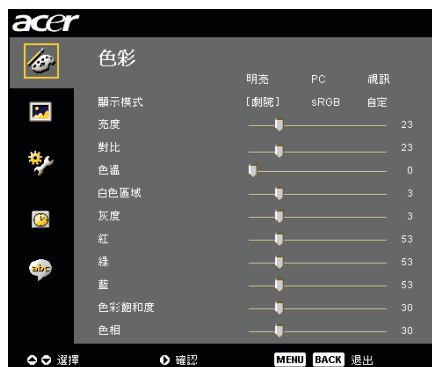 acer
色彩
明亮 PC 視訊
顯示模式 [劇院] sRGB 自定
亮度 23
對比 23
色溫 0
白色區域 3
灰度 3
紅 53
綠 53
藍 53
色彩飽和度 30
色相 30
abc
選擇 確認 MENU BACK 退出